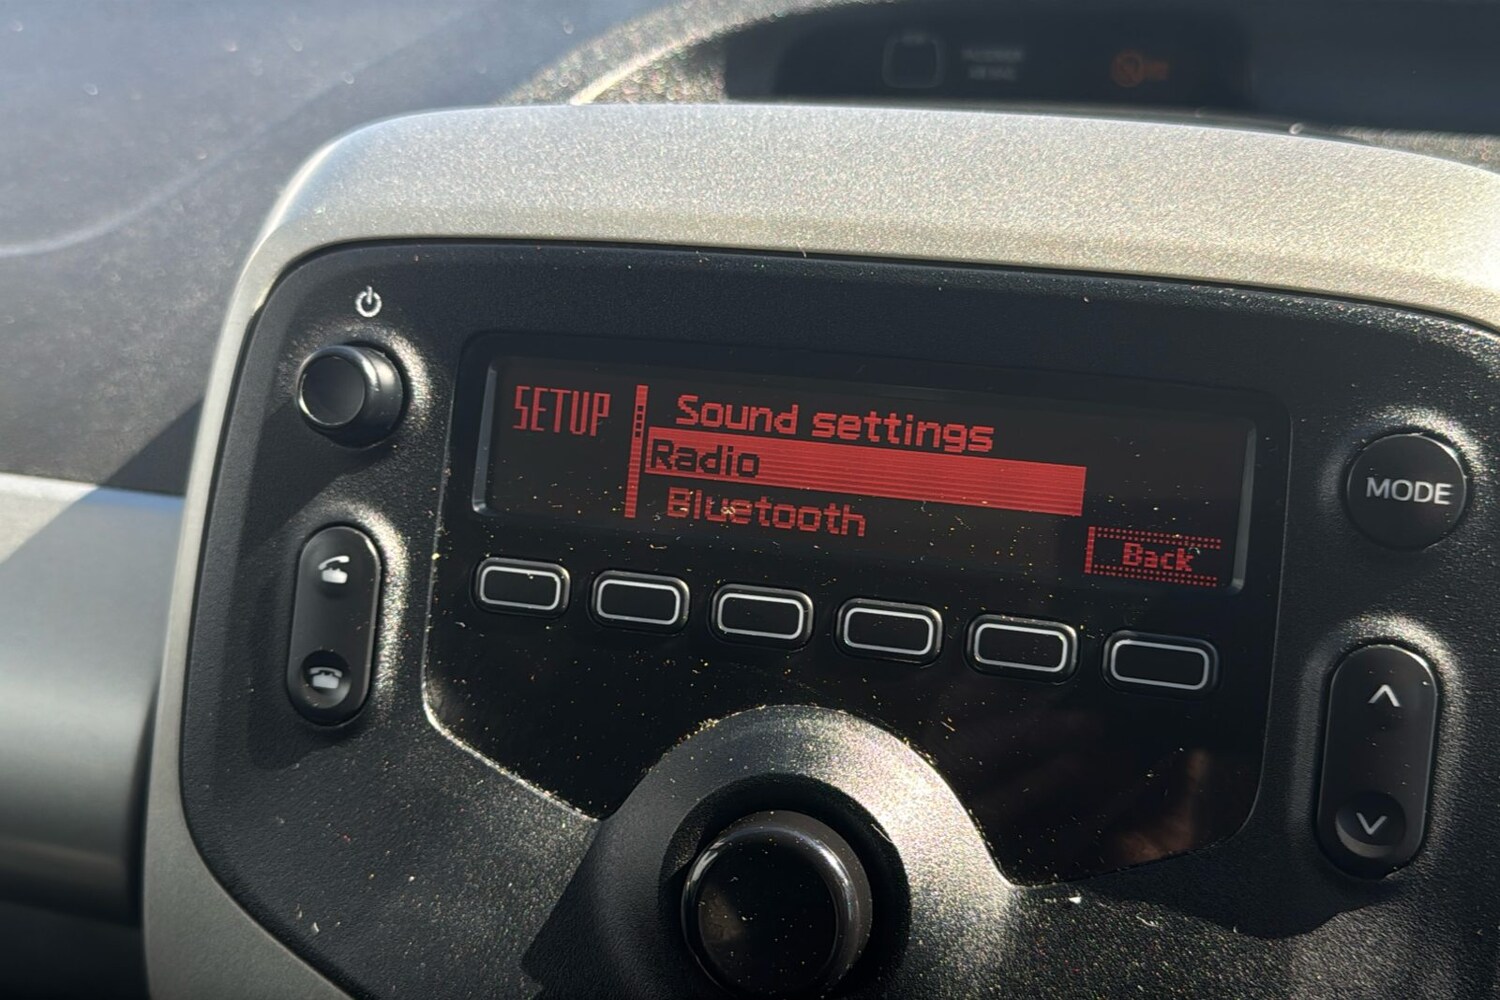 SETUP
Sound settings
Radio
Bluetooth
Back
MODE